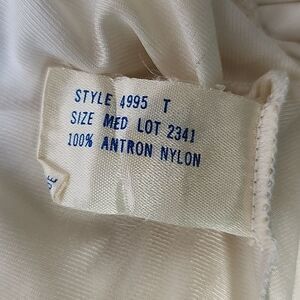 STYLE 4995 T
SIZE MED LOT 2341
100% ANTRON NYLON